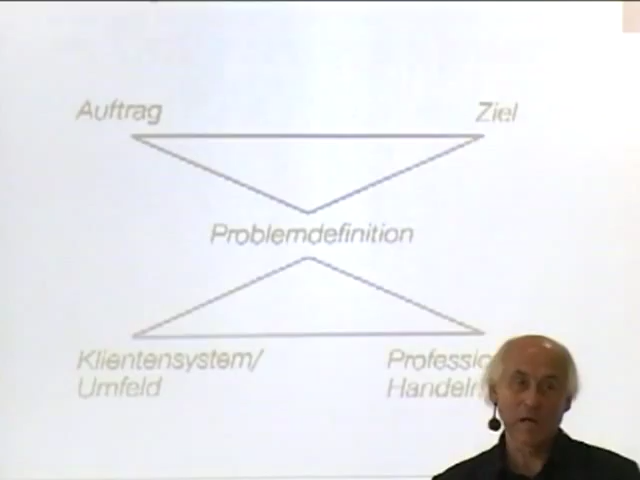 Auftrag Ziel
Problemdefinition
Klientensystem/
Umfeld